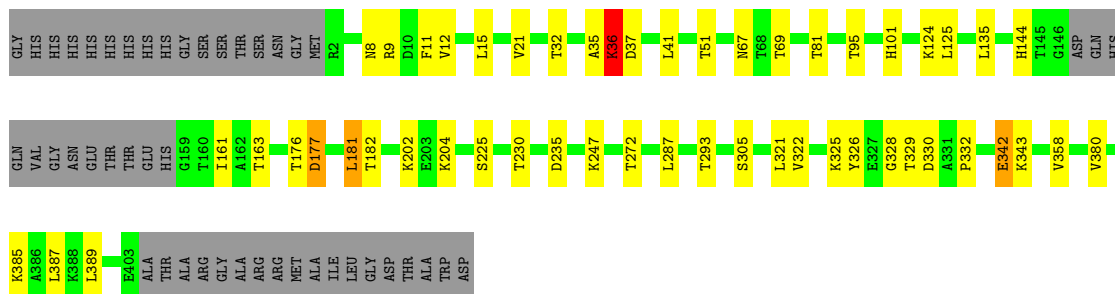 GLY HIS HIS HIS HIS HIS HIS HIS HIS GLY SER SER THR SER ASN GLY MET R2 N8 R9 D10 F11 V12 L15 V21 T32 A35 K36 D37 L41 T51 N67 T68 T69 T81 T95 H101 K124 L125 L135 H144 T145 G146 ASP GLN HIS
GLN VAL GLY ASN GLU THR THR GLU HIS G159 T160 I161 A162 T163 T176 D177 L181 T182 K202 E203 K204 S225 T230 D235 K247 T272 L287 T293 S305 L321 V322 K325 Y326 E327 G328 T329 D330 A331 P332 E342 K343 V358 V380
K385 A386 L387 K388 L389 E403 ALA THR ALA ARG GLY ALA ARG ARG MET ALA ILE LEU GLY ASP THR ALA TRP ASP